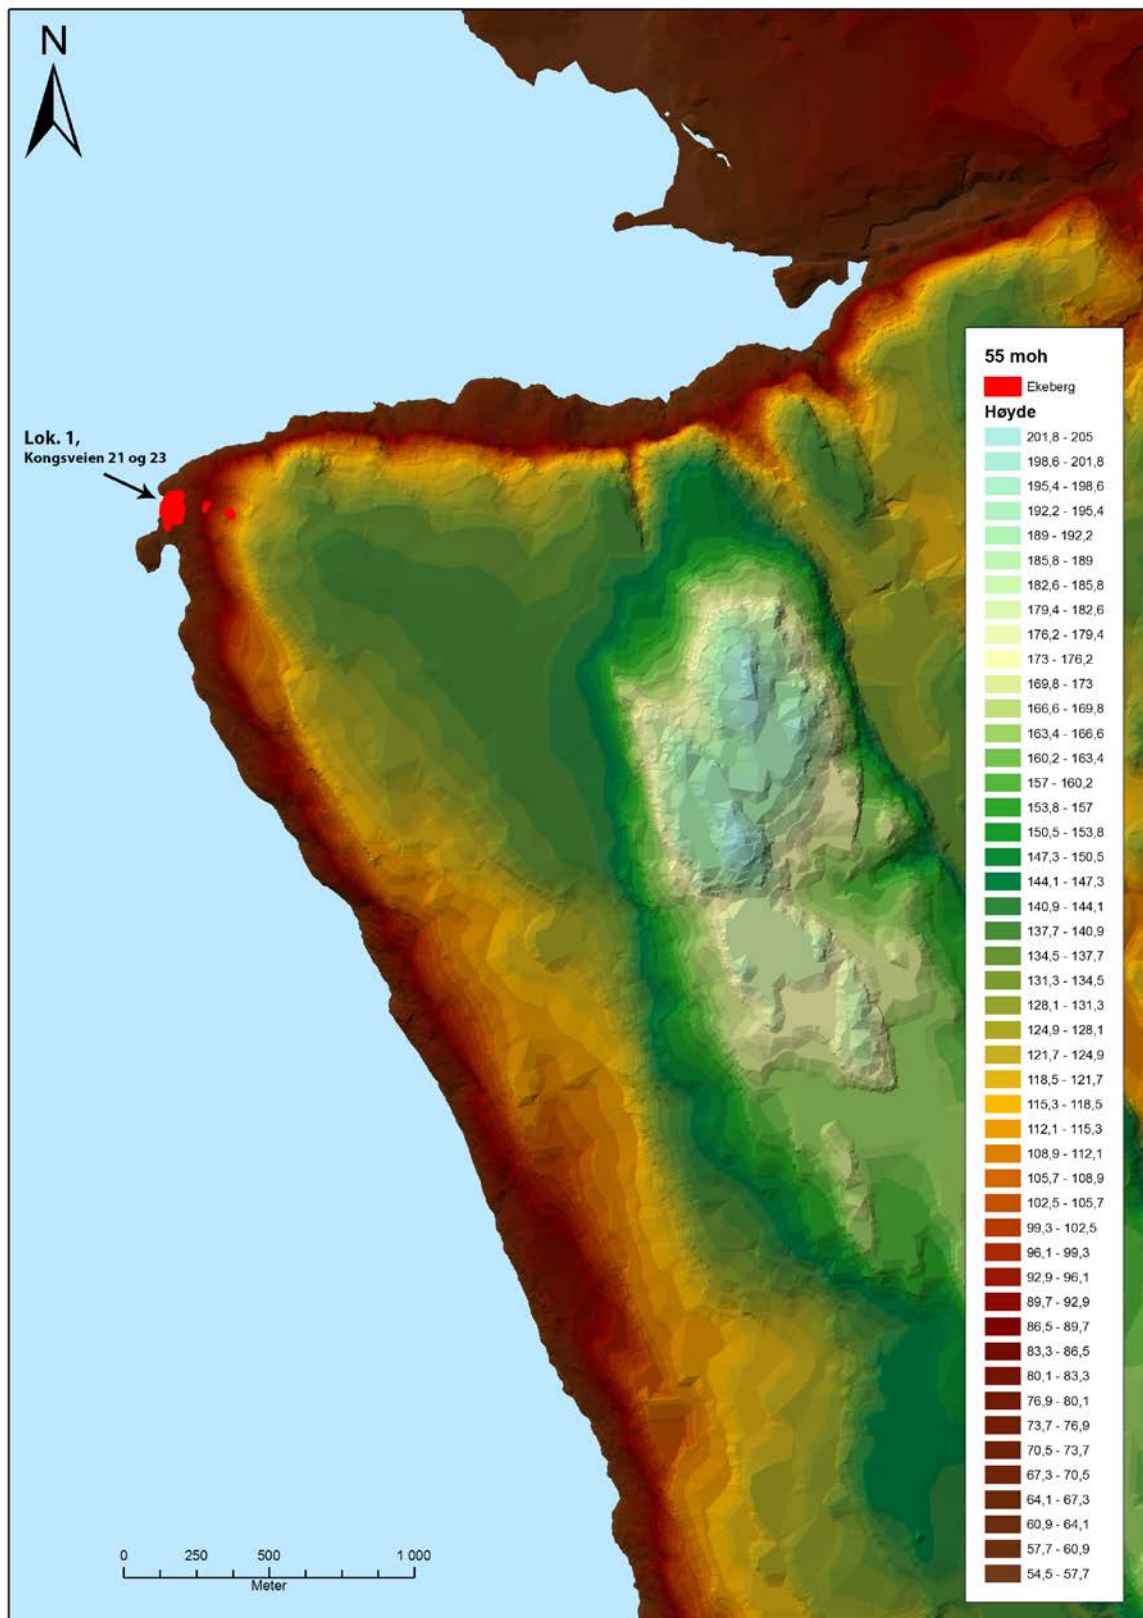 N
Lok. 1,
Kongsveien 21 og 23
55 moh
Ekeberg
Høyde
201,8 - 205
198,6 - 201,8
195,4 - 198,6
192,2 - 195,4
189 - 192,2
185,8 - 189
182,6 - 185,8
179,4 - 182,6
176,2 - 179,4
173 - 176,2
169,8 - 173
166,6 - 169,8
163,4 - 166,6
160,2 - 163,4
157 - 160,2
153,8 - 157
150,5 - 153,8
147,3 - 150,5
144,1 - 147,3
140,9 - 144,1
137,7 - 140,9
134,5 - 137,7
131,3 - 134,5
128,1 - 131,3
124,9 - 128,1
121,7 - 124,9
118,5 - 121,7
115,3 - 118,5
112,1 - 115,3
108,9 - 112,1
105,7 - 108,9
102,5 - 105,7
99,3 - 102,5
96,1 - 99,3
92,9 - 96,1
89,7 - 92,9
86,5 - 89,7
83,3 - 86,5
80,1 - 83,3
76,9 - 80,1
73,7 - 76,9
70,5 - 73,7
67,3 - 70,5
64,1 - 67,3
60,9 - 64,1
57,7 - 60,9
54,5 - 57,7
0 250 500 1 000
Meter